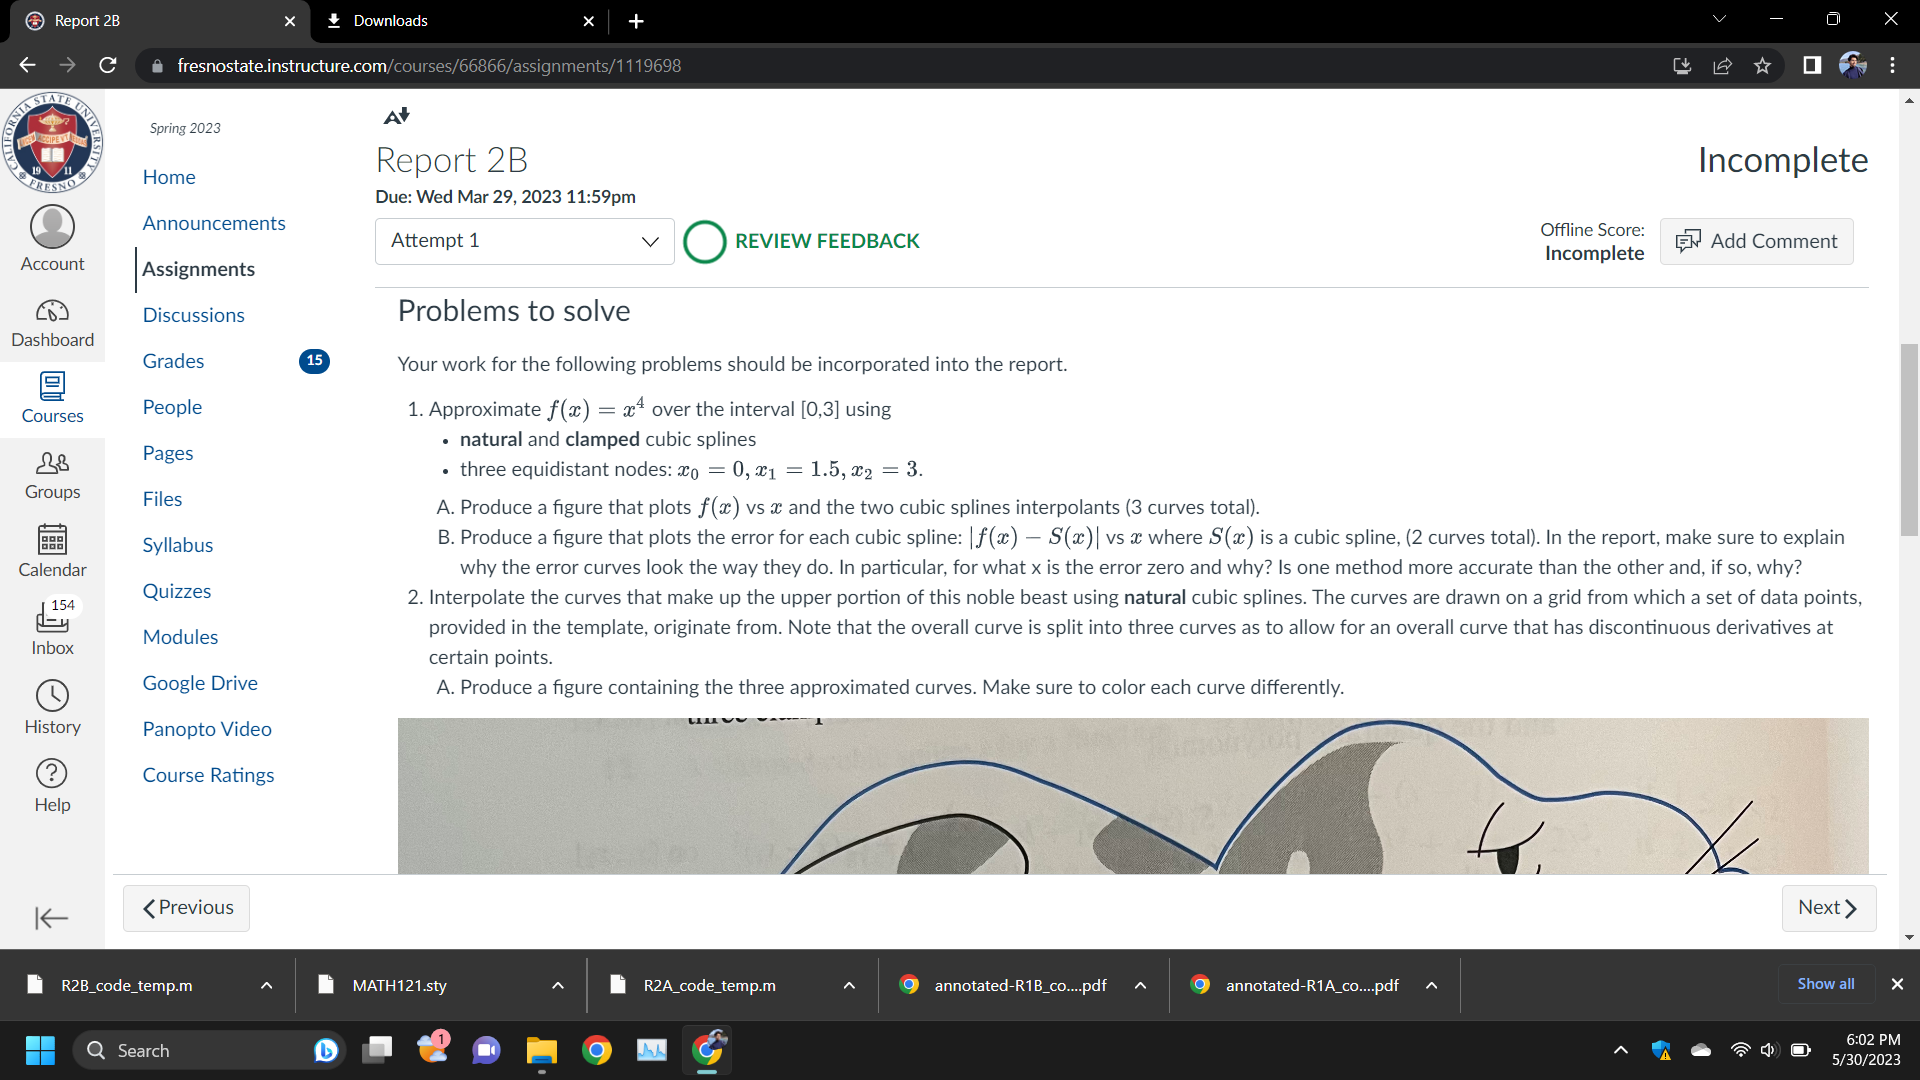 Report 2B
Downloads
fresnostate.instructure.com/courses/66866/assignments/1119698
CALIFORNIA STATE UNIVERSITY
19 11
FRESNO
Account
Dashboard
Courses
Groups
Calendar
154
Inbox
History
Help
Spring 2023
Home
Announcements
Assignments
Discussions
Grades 15
People
Pages
Files
Syllabus
Quizzes
Modules
Google Drive
Panopto Video
Course Ratings
Report 2B
Incomplete
Due: Wed Mar 29, 2023 11:59pm
Attempt 1
REVIEW FEEDBACK
Offline Score:
Incomplete
Add Comment
Problems to solve
Your work for the following problems should be incorporated into the report.
1. Approximate f(x) = x⁴ over the interval [0,3] using
• natural and clamped cubic splines
• three equidistant nodes: x₀ = 0, x₁ = 1.5, x₂ = 3.
A. Produce a figure that plots f(x) vs x and the two cubic splines interpolants (3 curves total).
B. Produce a figure that plots the error for each cubic spline: |f(x) − S(x)| vs x where S(x) is a cubic spline, (2 curves total). In the report, make sure to explain
why the error curves look the way they do. In particular, for what x is the error zero and why? Is one method more accurate than the other and, if so, why?
2. Interpolate the curves that make up the upper portion of this noble beast using natural cubic splines. The curves are drawn on a grid from which a set of data points,
provided in the template, originate from. Note that the overall curve is split into three curves as to allow for an overall curve that has discontinuous derivatives at
certain points.
A. Produce a figure containing the three approximated curves. Make sure to color each curve differently.
Previous
Next
R2B_code_temp.m
MATH121.sty
R2A_code_temp.m
annotated-R1B_co....pdf
annotated-R1A_co....pdf
Show all
Search
1
6:02 PM
5/30/2023